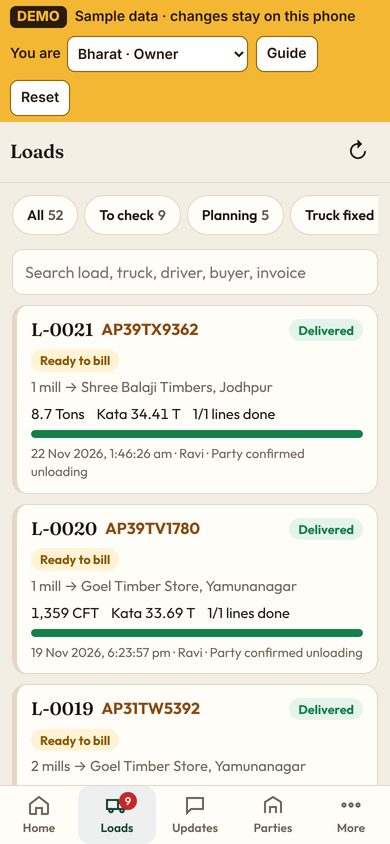 DEMO Sample data · changes stay on this phone
You are Bharat · Owner Guide
Reset
Loads
All 52 To check 9 Planning 5 Truck fixed
Search load, truck, driver, buyer, invoice
L-0021 AP39TX9362 Delivered
Ready to bill
1 mill → Shree Balaji Timbers, Jodhpur
8.7 Tons Kata 34.41 T 1/1 lines done
22 Nov 2026, 1:46:26 am · Ravi · Party confirmed
unloading
L-0020 AP39TV1780 Delivered
Ready to bill
1 mill → Goel Timber Store, Yamunanagar
1,359 CFT Kata 33.69 T 1/1 lines done
19 Nov 2026, 6:23:57 pm · Ravi · Party confirmed unloading
L-0019 AP31TW5392 Delivered
Ready to bill
2 mills → Goel Timber Store, Yamunanagar
9
Home Loads Updates Parties More